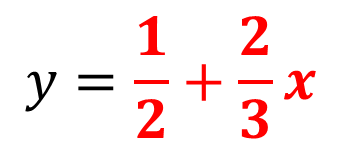 y = 1/2 + 2/3 x